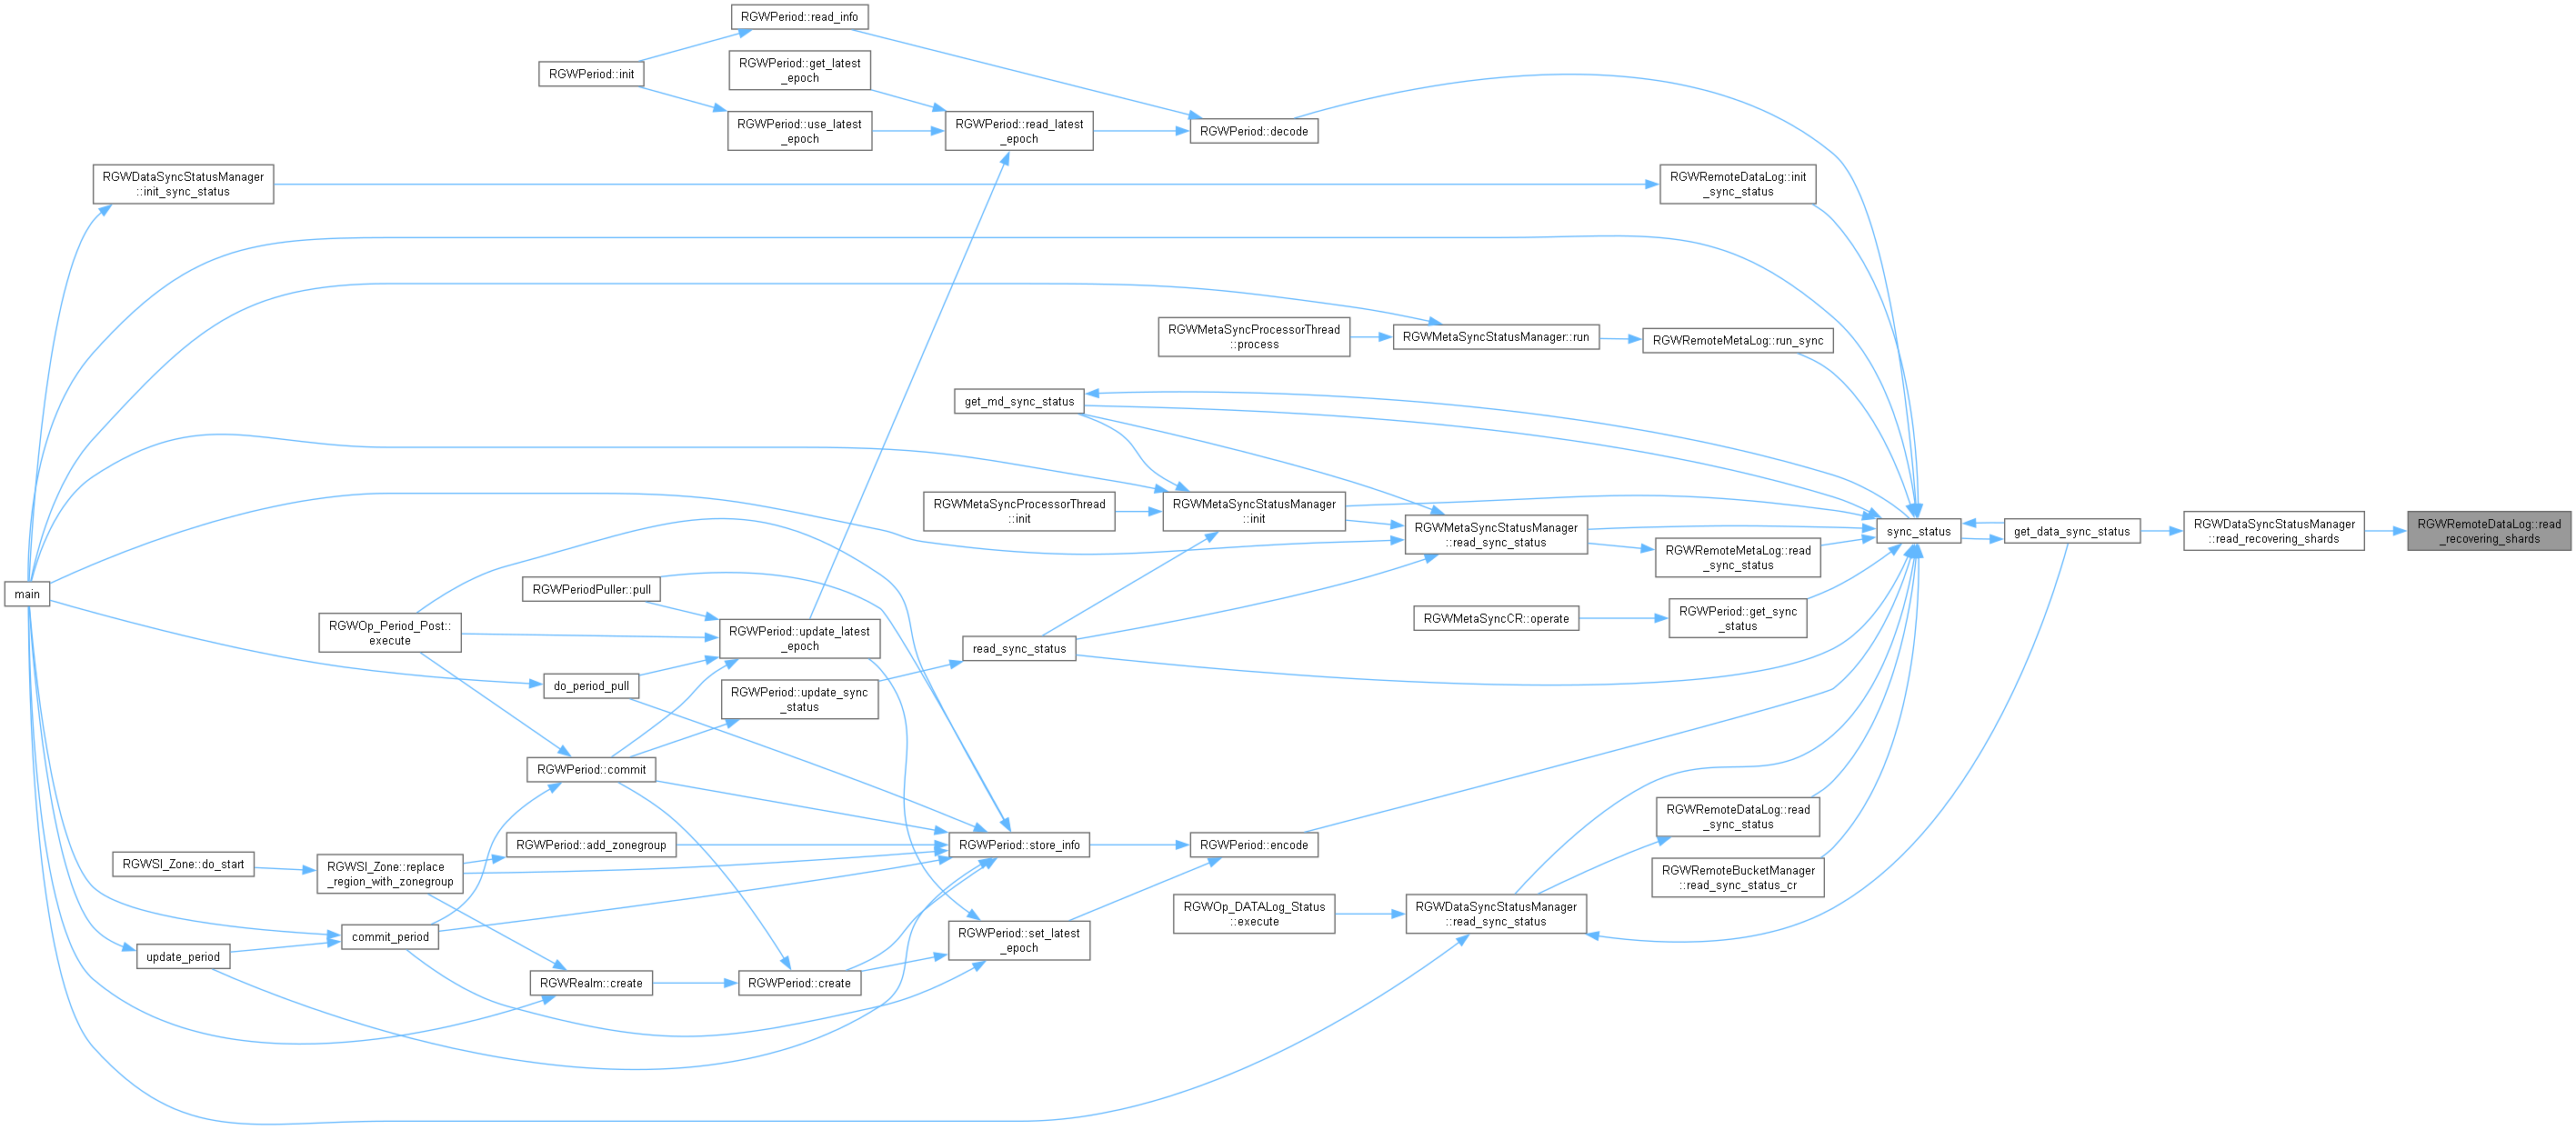 RGWPeriod::read_info
RGWPeriod::get_latest
_epoch
RGWPeriod::init
RGWPeriod::use_latest
_epoch
RGWPeriod::read_latest
_epoch
RGWPeriod::decode
RGWDataSyncStatusManager
::init_sync_status
RGWRemoteDataLog::init
_sync_status
RGWMetaSyncProcessorThread
::process
RGWMetaSyncStatusManager::run
RGWRemoteMetaLog::run_sync
get_md_sync_status
RGWMetaSyncProcessorThread
::init
RGWMetaSyncStatusManager
::init
RGWMetaSyncStatusManager
::read_sync_status
sync_status
get_data_sync_status
RGWDataSyncStatusManager
::read_recovering_shards
RGWRemoteDataLog::read
_recovering_shards
RGWRemoteMetaLog::read
_sync_status
main
RGWPeriodPuller::pull
RGWOp_Period_Post::
execute
RGWPeriod::update_latest
_epoch
read_sync_status
RGWMetaSyncCR::operate
RGWPeriod::get_sync
_status
do_period_pull
RGWPeriod::update_sync
_status
RGWPeriod::commit
RGWRemoteDataLog::read
_sync_status
RGWPeriod::add_zonegroup
RGWPeriod::store_info
RGWPeriod::encode
RGWSI_Zone::do_start
RGWSI_Zone::replace
_region_with_zonegroup
RGWRemoteBucketManager
::read_sync_status_cr
RGWOp_DATALog_Status
::execute
RGWDataSyncStatusManager
::read_sync_status
commit_period
RGWPeriod::set_latest
_epoch
update_period
RGWRealm::create
RGWPeriod::create